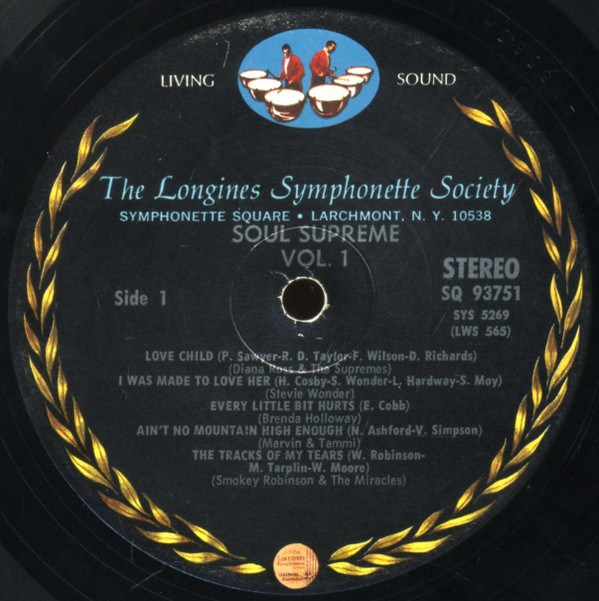 LIVING SOUND
The Longines Symphonette Society
SYMPHONETTE SQUARE • LARCHMONT, N. Y. 10538
SOUL SUPREME
VOL. 1
STEREO
Side 1
SQ 93751
SYS 5269
(LWS 565)
LOVE CHILD (P. Sawyer-R. D. Taylor-F. Wilson-D. Richards)
(Diana Ross & The Supremes)
I WAS MADE TO LOVE HER (H. Cosby-S. Wonder-L. Hardway-S. Moy)
(Stevie Wonder)
EVERY LITTLE BIT HURTS (E. Cobb)
(Brenda Holloway)
AIN'T NO MOUNTAIN HIGH ENOUGH (N. Ashford-V. Simpson)
(Marvin & Tammi)
THE TRACKS OF MY TEARS (W. Robinson-
M. Tarplin-W. Moore)
(Smokey Robinson & The Miracles)